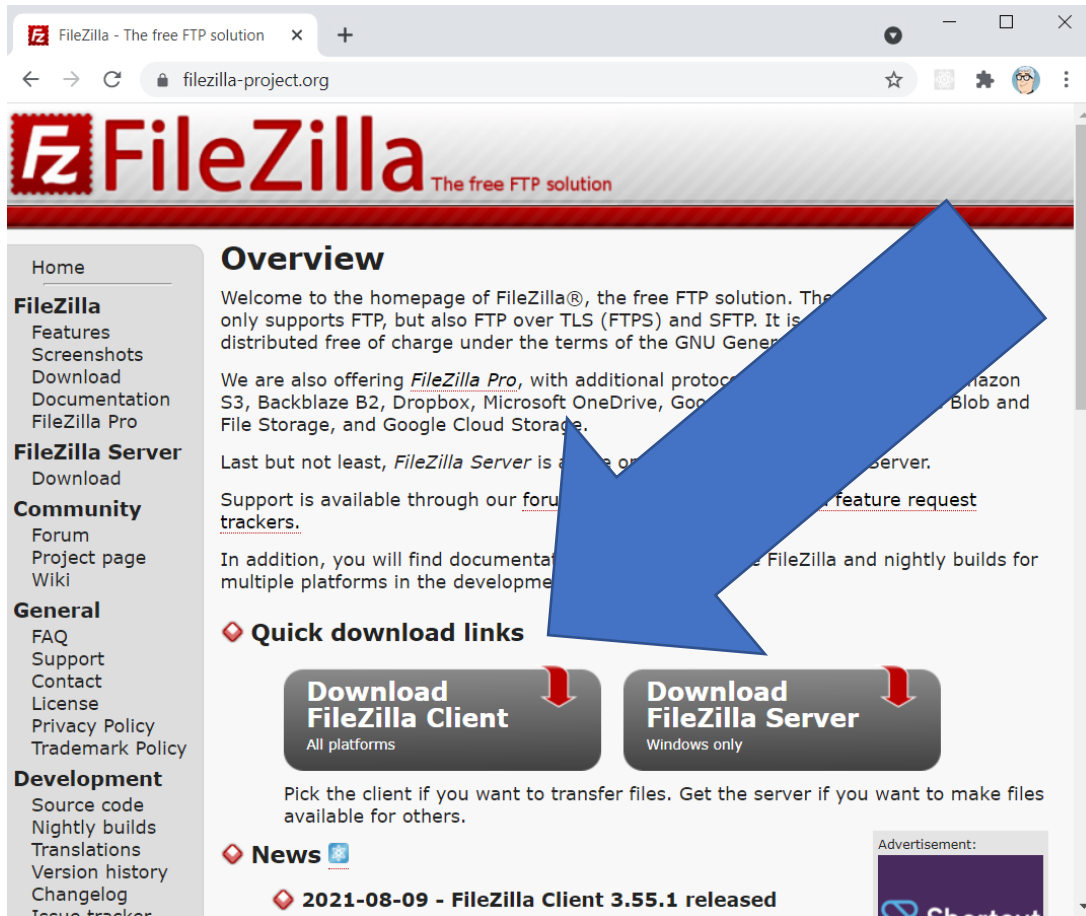 FileZilla - The free FTP solution
filezilla-project.org
Fz FileZilla The free FTP solution
Home
FileZilla
Features
Screenshots
Download
Documentation
FileZilla Pro
FileZilla Server
Download
Community
Forum
Project page
Wiki
General
FAQ
Support
Contact
License
Privacy Policy
Trademark Policy
Development
Source code
Nightly builds
Translations
Version history
Changelog
Issue tracker
Overview
Welcome to the homepage of FileZilla®, the free FTP solution. The
only supports FTP, but also FTP over TLS (FTPS) and SFTP. It is
distributed free of charge under the terms of the GNU
We are also offering FileZilla Pro, with additional
S3, Backblaze B2, Dropbox, Microsoft OneDrive, Blob and
File Storage, and Google Cloud Storage.
Last but not least, FileZilla Server is a Server.
Support is available through our feature request
trackers.
In addition, you will find FileZilla and nightly builds for
multiple platforms in the
Quick download links
Download
FileZilla Client
All platforms
Download
FileZilla Server
Windows only
Pick the client if you want to transfer files. Get the server if you want to make files
available for others.
News
2021-08-09 - FileZilla Client 3.55.1 released
Advertisement: